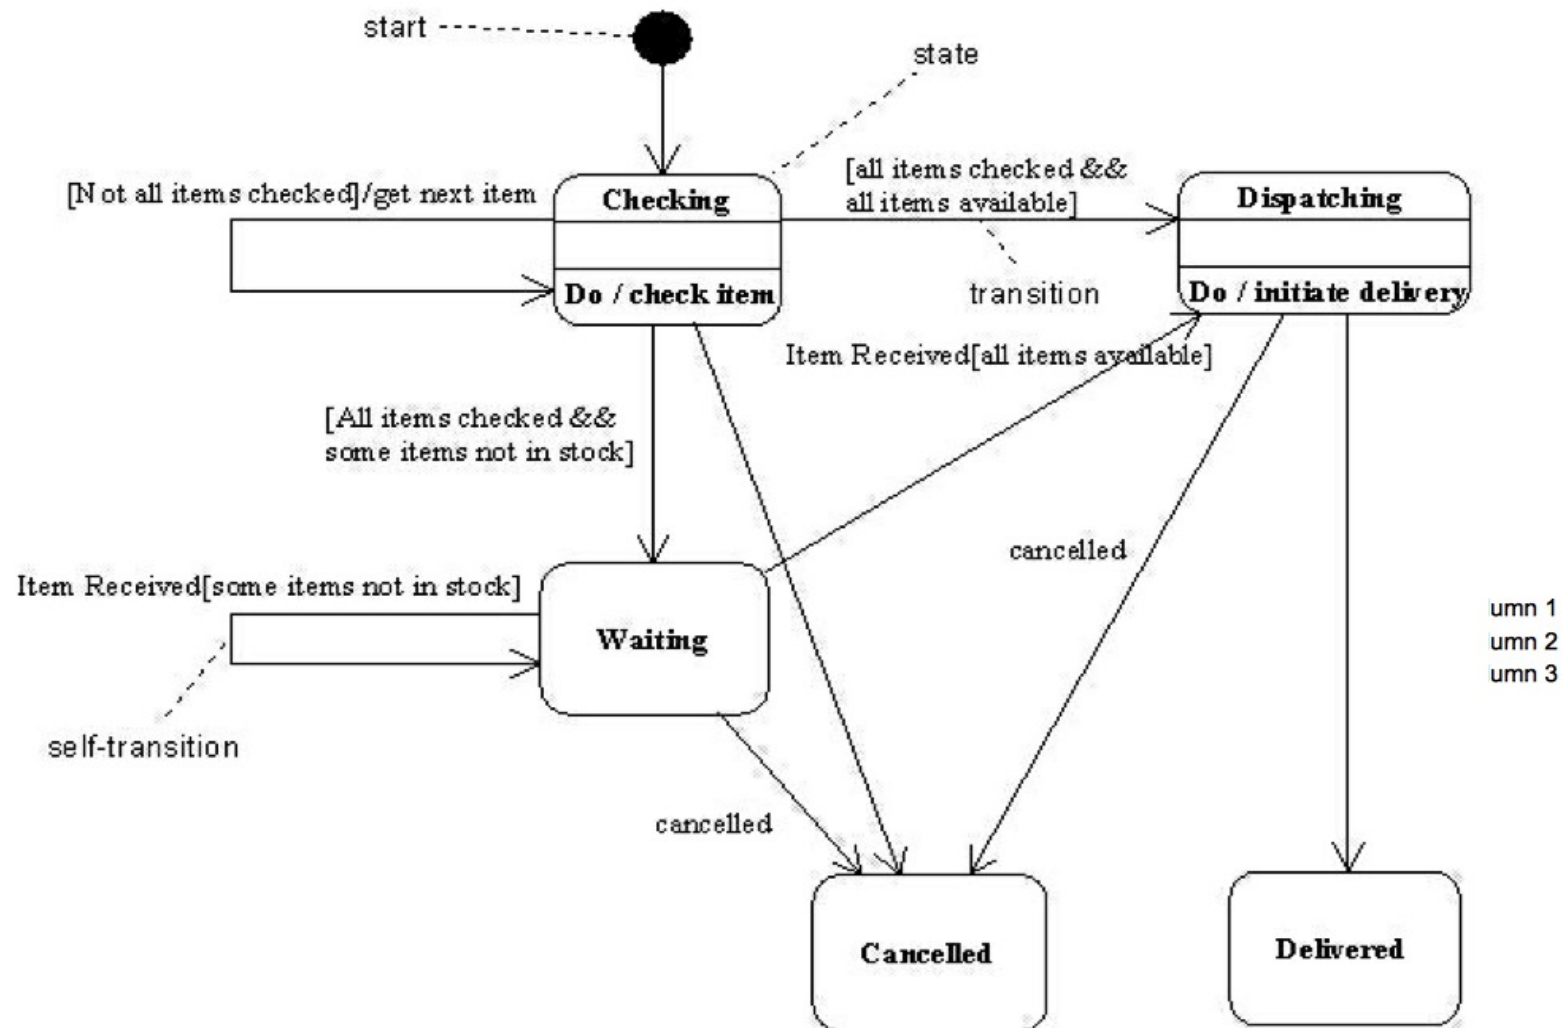 start
state
[Not all items checked]/get next item
Checking
[all items checked &&
all items available]
Dispatching
Do / check item
transition
Do / initiate delivery
Item Received[all items available]
[All items checked &&
some items not in stock]
cancelled
Item Received[some items not in stock]
Waiting
umn 1
umn 2
umn 3
self-transition
cancelled
Cancelled
Delivered